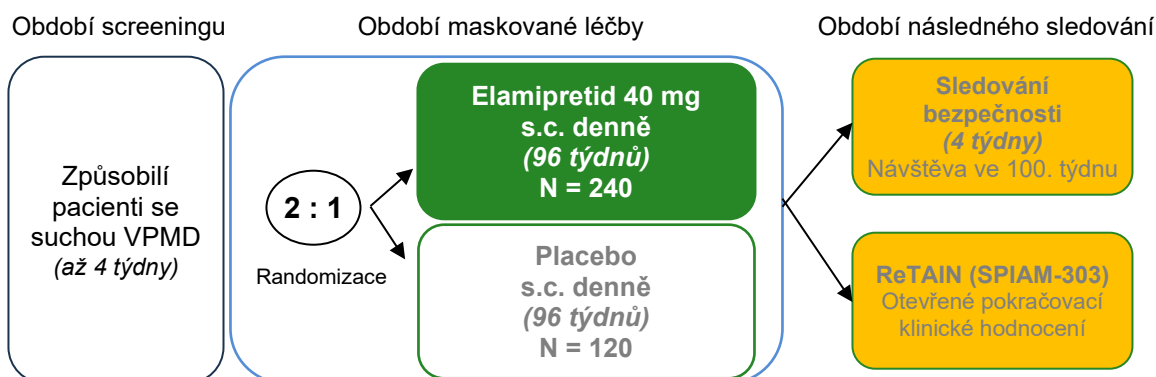 Období screeningu
Období maskované léčby
Období následného sledování
Způsobilí
pacienti se
suchou VPMD
(až 4 týdny)
2 : 1
Randomizace
Elamipretid 40 mg
s.c. denně
(96 týdnů)
N = 240
Placebo
s.c. denně
(96 týdnů)
N = 120
Sledování
bezpečnosti
(4 týdny)
Návštěva ve 100. týdnu
ReTAIN (SPIAM-303)
Otevřené pokračovací
klinické hodnocení